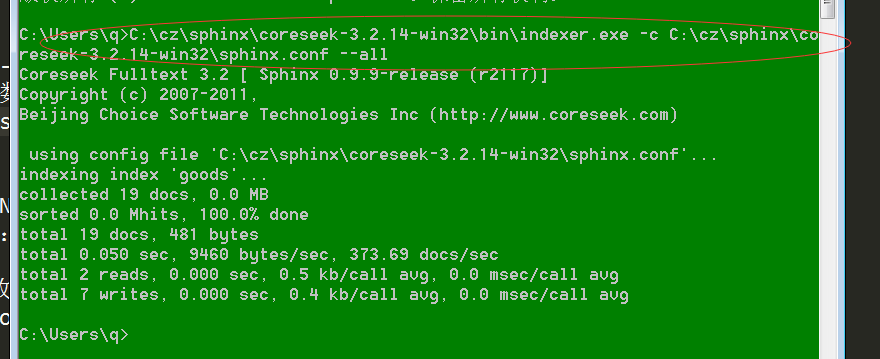 C:\Users\q>C:\cz\sphinx\coreseek-3.2.14-win32\bin\indexer.exe -c C:\cz\sphinx\co
reseek-3.2.14-win32\sphinx.conf --all
Coreseek Fulltext 3.2 [ Sphinx 0.9.9-release (r2117)]
Copyright (c) 2007-2011,
Beijing Choice Software Technologies Inc (http://www.coreseek.com)
using config file 'C:\cz\sphinx\coreseek-3.2.14-win32\sphinx.conf'...
indexing index 'goods'...
collected 19 docs, 0.0 MB
sorted 0.0 Mhits, 100.0% done
total 19 docs, 481 bytes
total 0.050 sec, 9460 bytes/sec, 373.69 docs/sec
total 2 reads, 0.000 sec, 0.5 kb/call avg, 0.0 msec/call avg
total 7 writes, 0.000 sec, 0.4 kb/call avg, 0.0 msec/call avg
C:\Users\q>